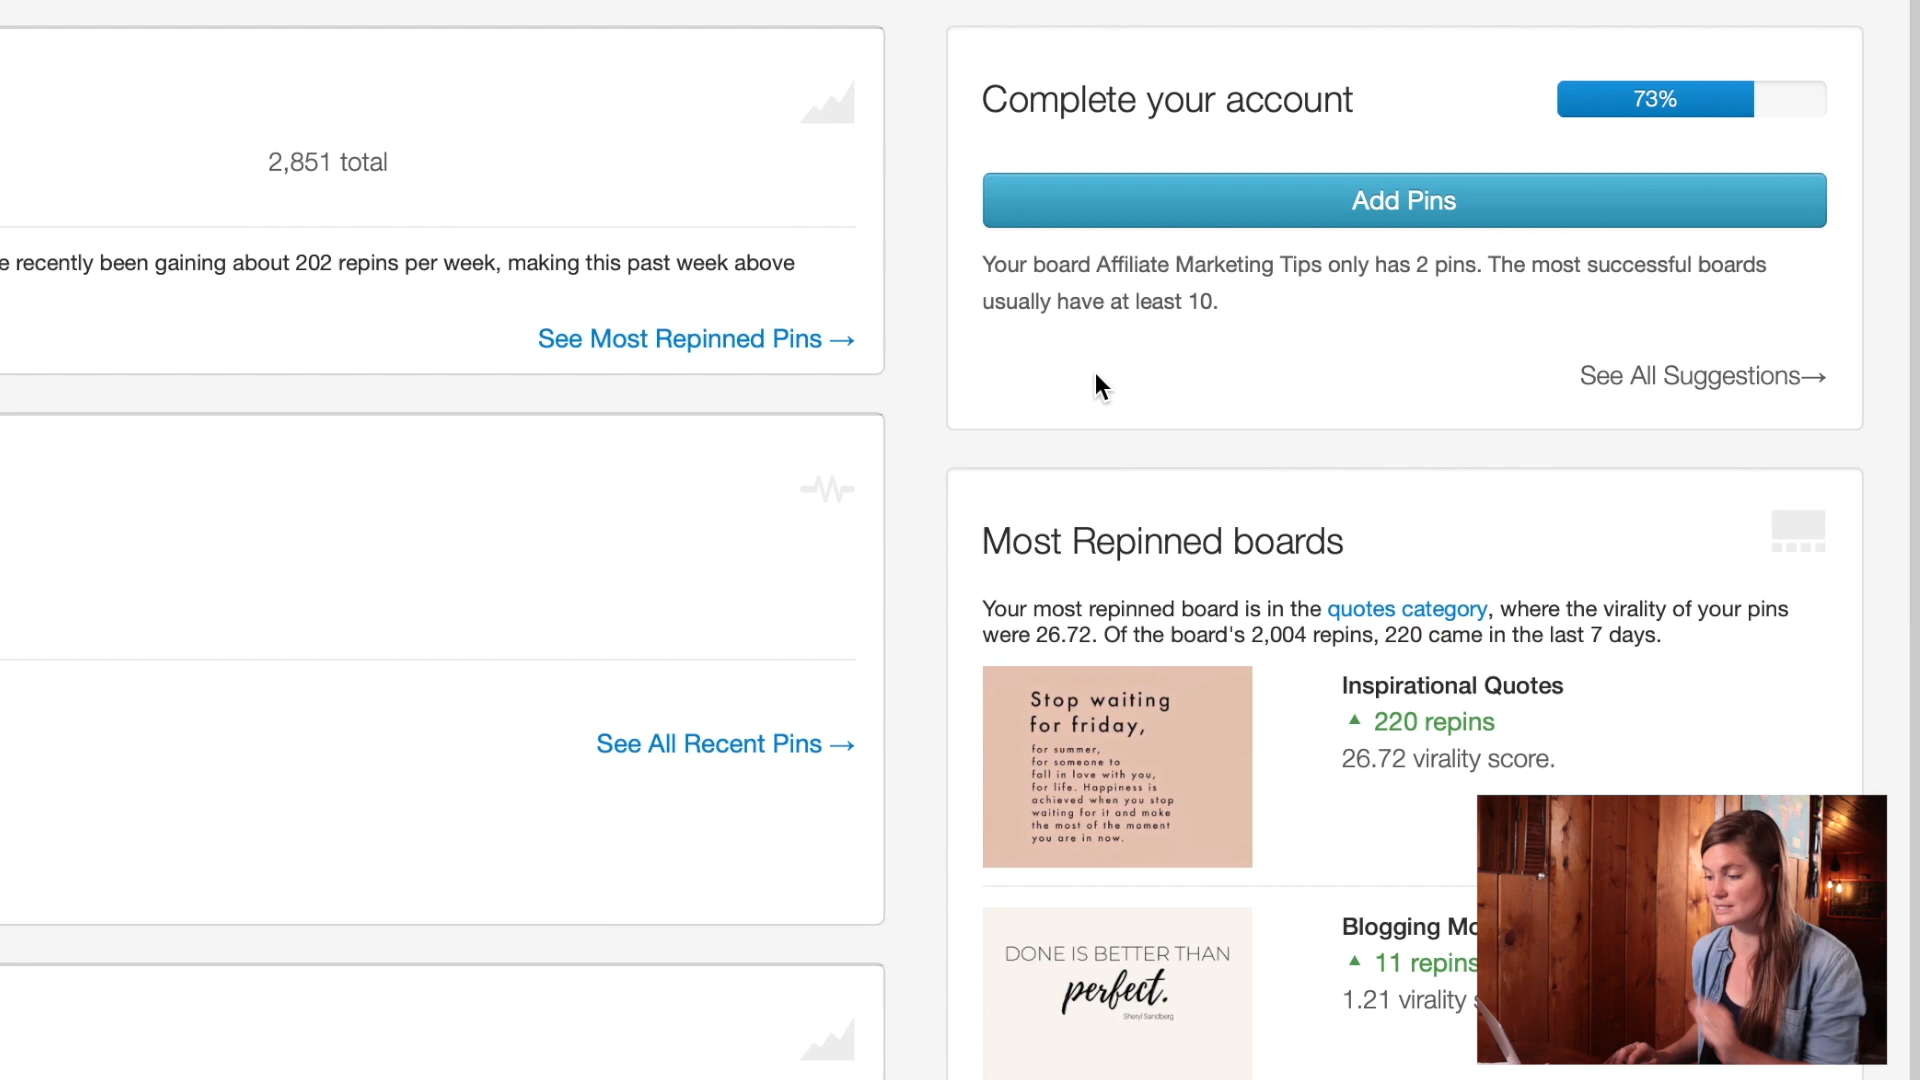 2,851 total
e recently been gaining about 202 repins per week, making this past week above
See Most Repinned Pins →
See All Recent Pins →
Complete your account
73%
Add Pins
Your board Affiliate Marketing Tips only has 2 pins. The most successful boards
usually have at least 10.
See All Suggestions→
Most Repinned boards
Your most repinned board is in the quotes category, where the virality of your pins
were 26.72. Of the board's 2,004 repins, 220 came in the last 7 days.
Stop waiting
for friday,
for summer,
for someone to
fall in love with you,
for life. Happiness is
achieved when you stop
waiting for it and make
the most of the moment
you are in now.
Inspirational Quotes
220 repins
26.72 virality score.
DONE IS BETTER THAN
perfect.
Sheryl Sandberg
Blogging Mo
11 repins
1.21 virality